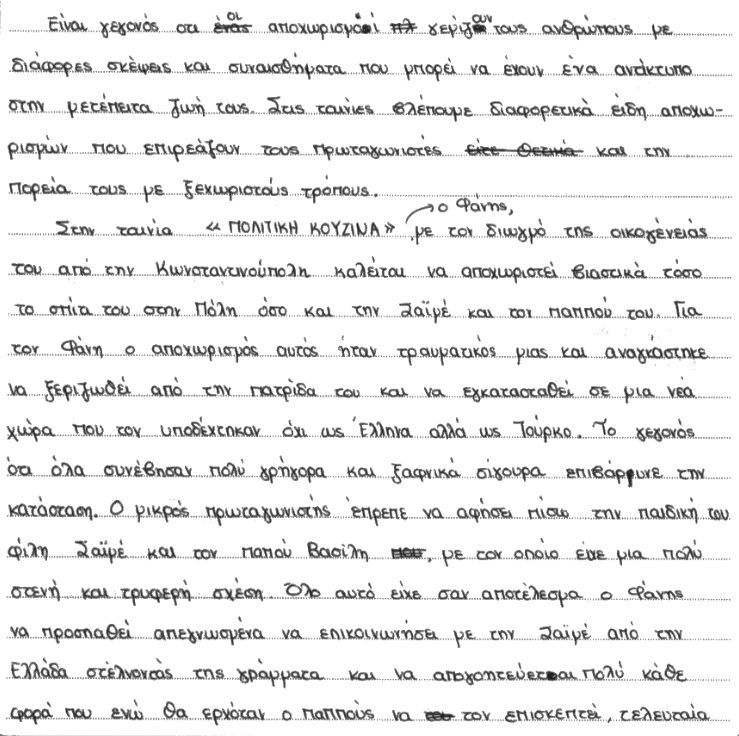 Είναι γεγονός οτι οι αποχωρισμοί γεμίζουν τους ανθρώπους με
διάφορες σκέψεις και συναισθήματα που μπορεί να έχουν ένα αντίκτυπο
στην μετέπειτα ζωή τους. Στις ταινίες βλέπουμε διαφορετικά είδη αποχω-
ρισμών που επιρεάζουν τους πρωταγωνιστές και την
πορεία τους με ξεχωριστούς τρόπους.
Στην ταινία «ΠΟΛΙΤΙΚΗ ΚΟΥΖΙΝΑ» ο Φάνης, με τον διωγμό της οικογένειάς
του από την Κωνσταντινούπολη καλείται να αποχωριστεί βιαστικά τόσο
το σπίτι του στην Πόλη όσο και την Σαϊμέ και τον παππού του. Για
τον Φάνη ο αποχωρισμός αυτός ήταν τραυματικός μιας και αναγκάστηκε
να ξεριζωθεί από την πατρίδα του και να εγκατασταθεί σε μια νέα
χώρα που τον υποδέχτηκαν όχι ως Έλληνα αλλά ως Τούρκο. Το γεγονός
ότι όλα συνέβησαν πολύ γρήγορα και ξαφνικά σίγουρα επιβάρυνε την
κατάσταση. Ο μικρός πρωταγωνιστής έπρεπε να αφήσει πίσω την παιδική του
φίλη Σαϊμέ και τον παπού Βασίλη, με τον οποίο είχε μια πολύ
στενή και τρυφερή σχέση. Όλο αυτό είχε σαν αποτέλεσμα ο Φάνης
να προσπαθεί απεγνωσμένα να επικοινωνήσει με την Σαϊμέ από την
Ελλάδα στέλνοντάς της γράμματα και να απογοητεύεται πολύ κάθε
φορά που ενώ θα ερχόταν ο παππούς να τον επισκεπτεί, τελευταία